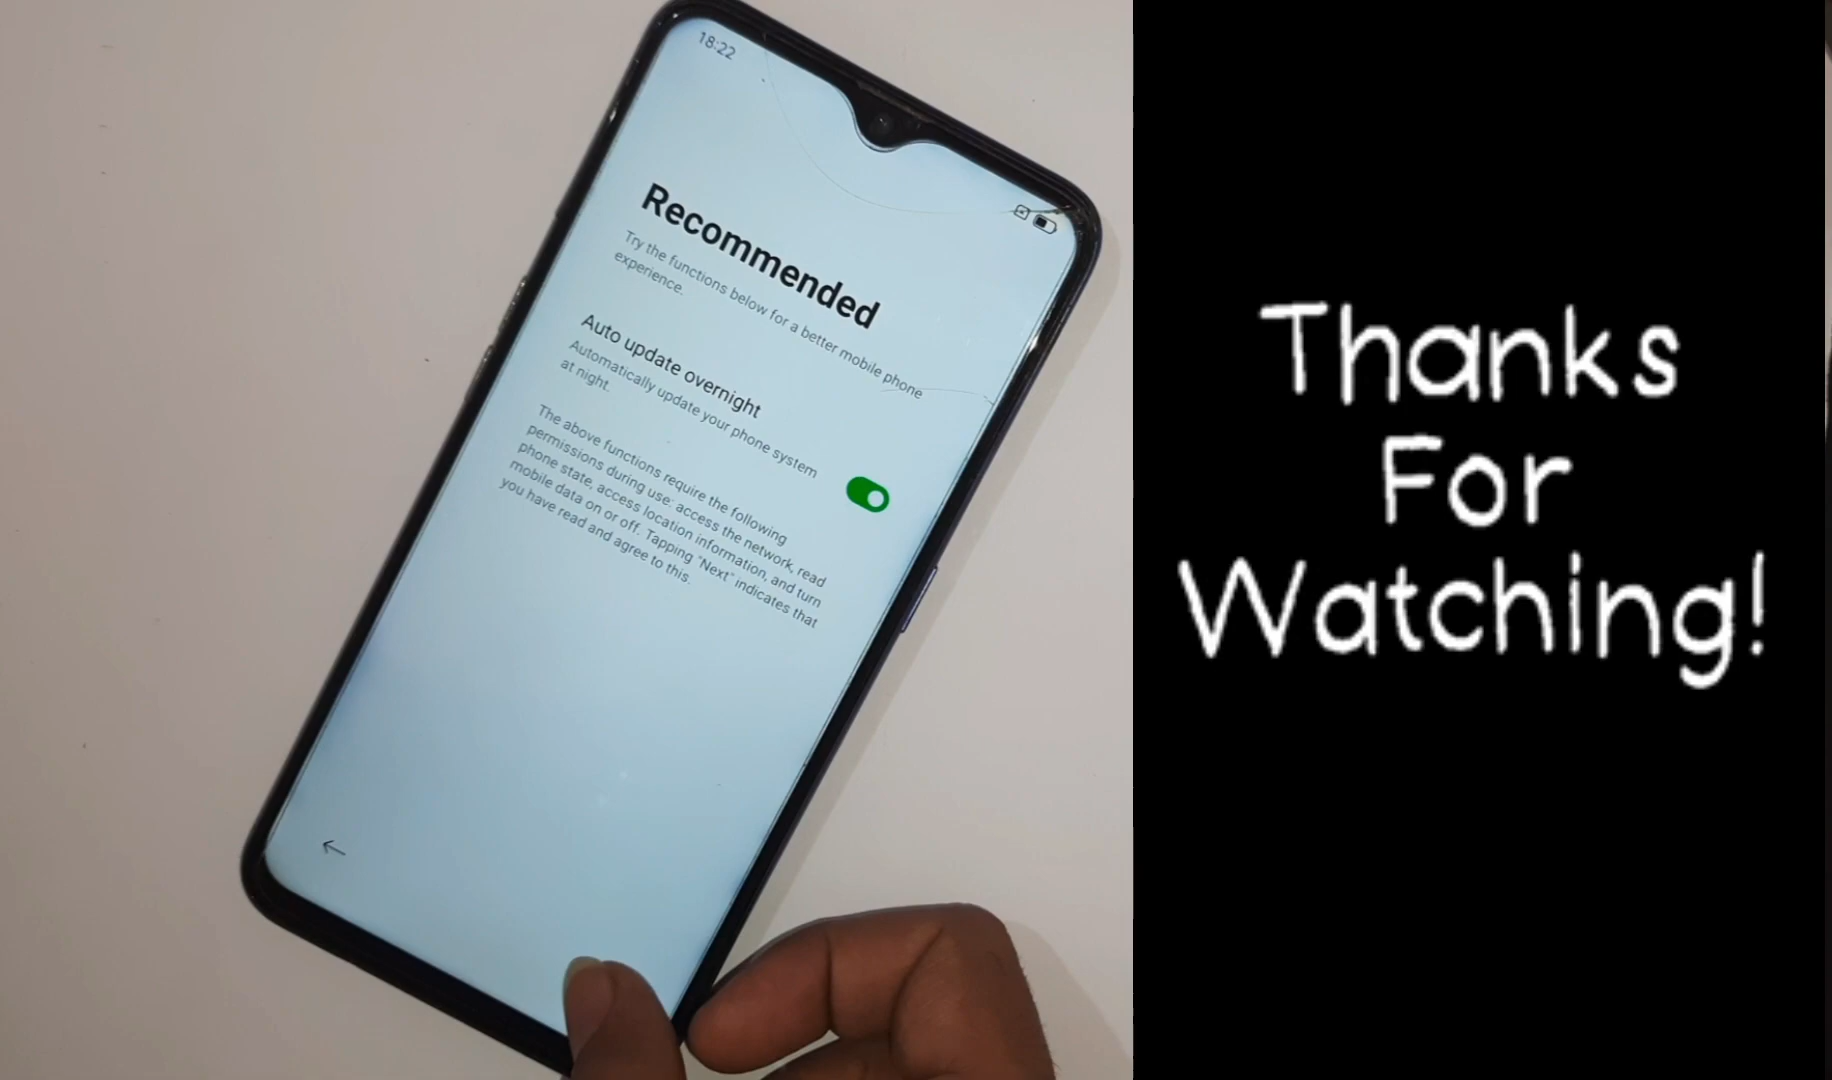 18:22
Recommended
Try the functions below for a better mobile phone
experience.
Auto update overnight
Automatically update your phone system
at night.
The above functions require the following
permissions during use: access the network, read
phone state, access location information, and turn
mobile data on or off. Tapping "Next" indicates that
you have read and agree to this.
Thanks
For
Watching!